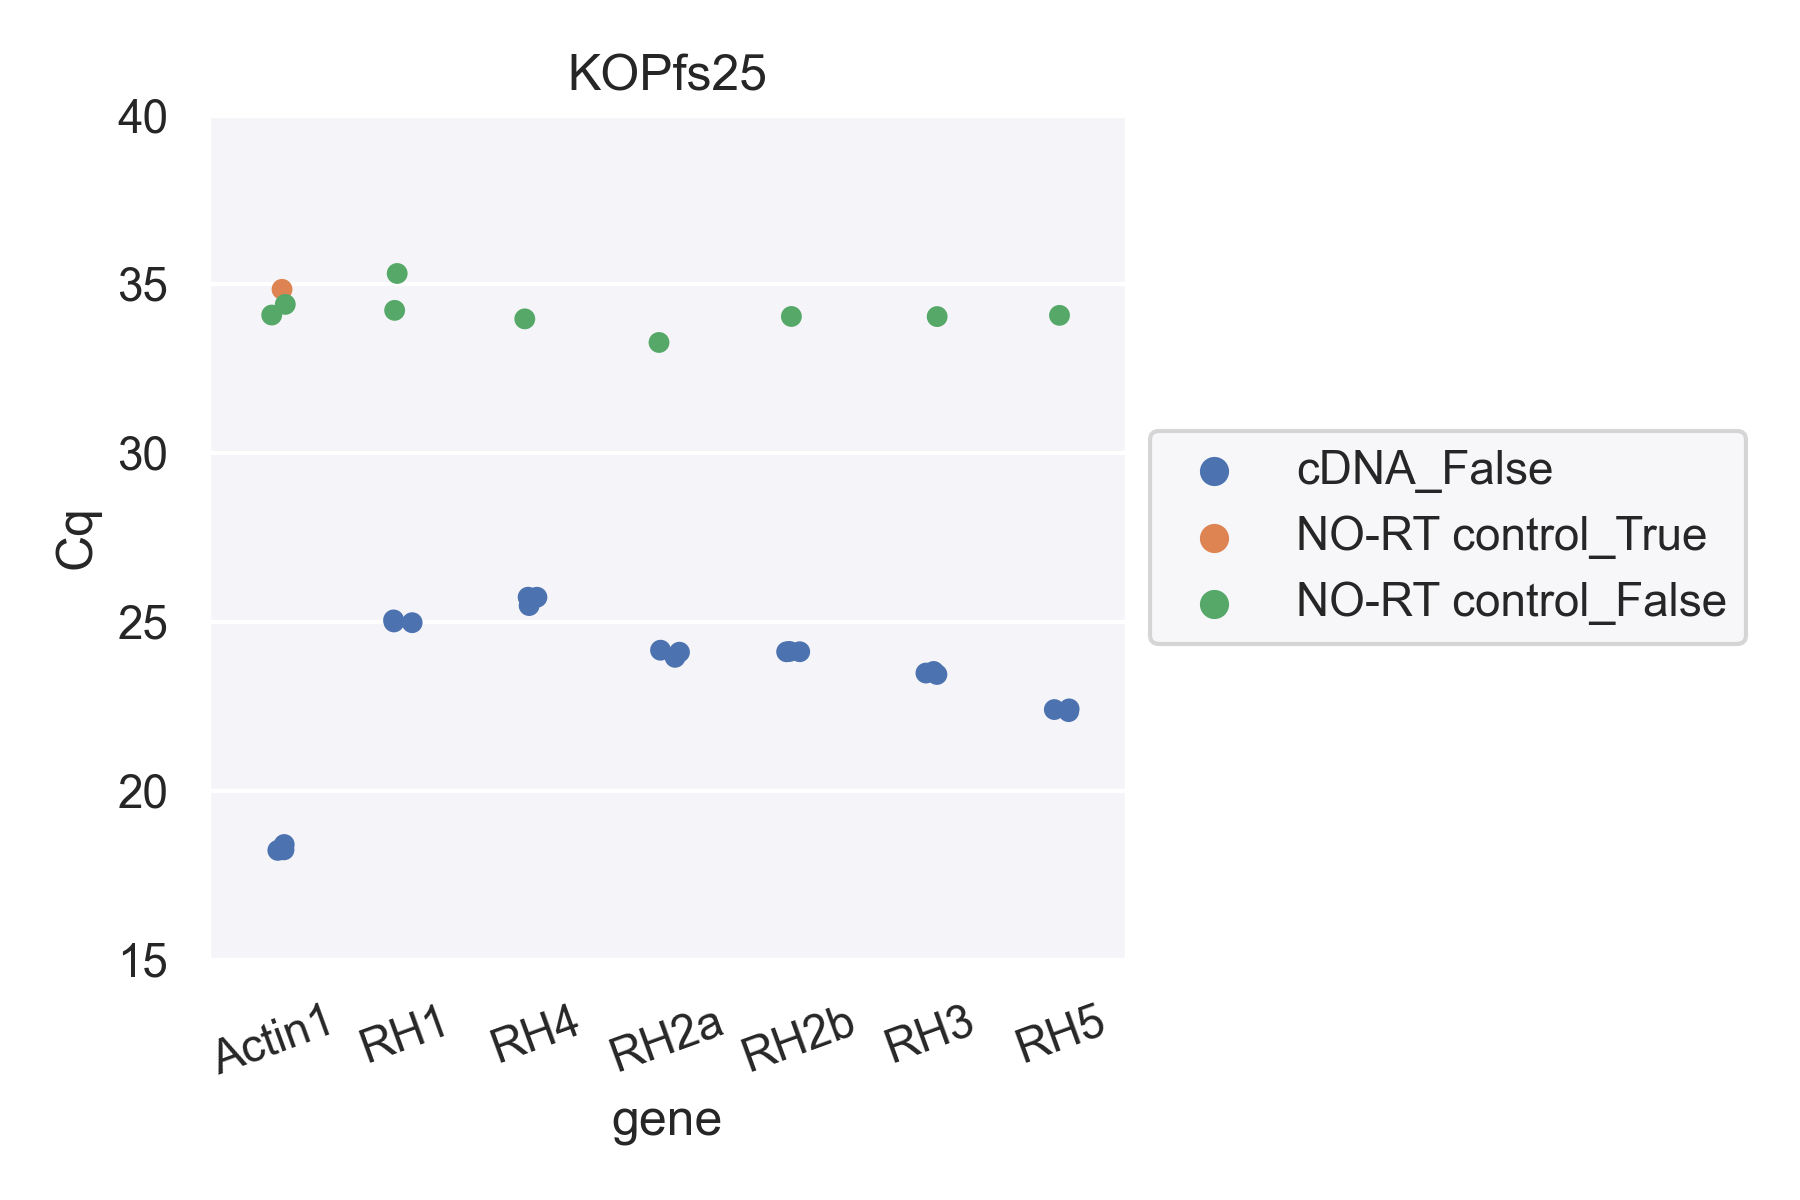 KOPfs25
40
35
30
25
20
15
Cq
Actin1 RH1 RH4 RH2a RH2b RH3 RH5
gene
cDNA_False
NO-RT control_True
NO-RT control_False